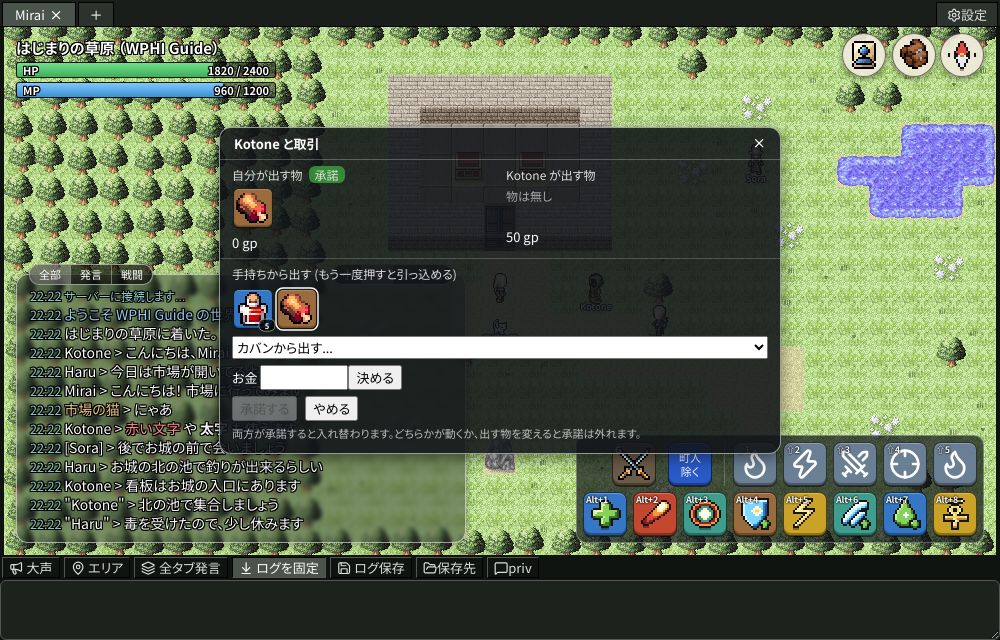 Mirai ×
+
設定
はじまりの草原 (WPHI Guide)
HP 1820 / 2400
MP 960 / 1200
Kotone と取引
自分が出す物 承諾
Kotone が出す物
物は無し
0 gp
50 gp
手持ちから出す (もう一度押すと引っ込める)
5
カバンから出す...
お金
決める
承諾する
やめる
両方が承諾すると入れ替わります。どちらかが動くか、出す物を変えると承諾は外れます。
Sora
Kotone
全部 発言 戦闘
22:22 サーバーに接続します...
22:22 ようこそ WPHI Guide の世
22:22 はじまりの草原に着いた。
22:22 Kotone > こんにちは、Mirai
22:22 Haru > 今日は市場が開い
22:22 Mirai > こんにちは! 市場
22:22 市場の猫 > にゃあ
22:22 Kotone > 赤い文字 や 太字
22:22 [Sora] > 後でお城の前で会いましょう
22:22 Haru > お城の北の池で釣りが出来るらしい
22:22 Kotone > 看板はお城の入口にあります
22:22 "Kotone" > 北の池で集合しましょう
22:22 "Haru" > 毒を受けたので、少し休みます
町人
除く
1 2 3 4 5
Alt+1 Alt+2 Alt+3 Alt+4 Alt+5 Alt+6 Alt+7 Alt+8
大声 エリア 全タブ発言 ログを固定 ログ保存 保存先 priv